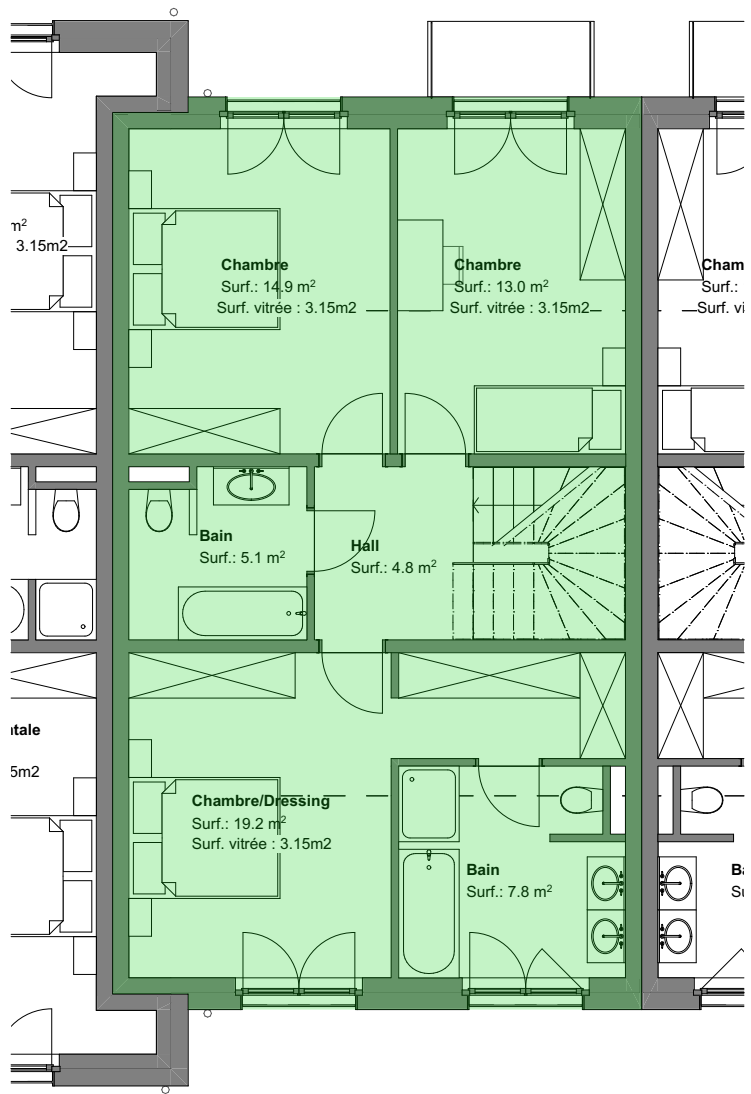 m²
3.15m2
Chambre
Surf.: 14.9 m²
Surf. vitrée : 3.15m2
Chambre
Surf.: 13.0 m²
Surf. vitrée : 3.15m2
Cham
Surf.:
Surf. vi
Bain
Surf.: 5.1 m²
Hall
Surf.: 4.8 m²
ntale
5m2
Chambre/Dressing
Surf.: 19.2 m²
Surf. vitrée : 3.15m2
Bain
Surf.: 7.8 m²
Ba
Su